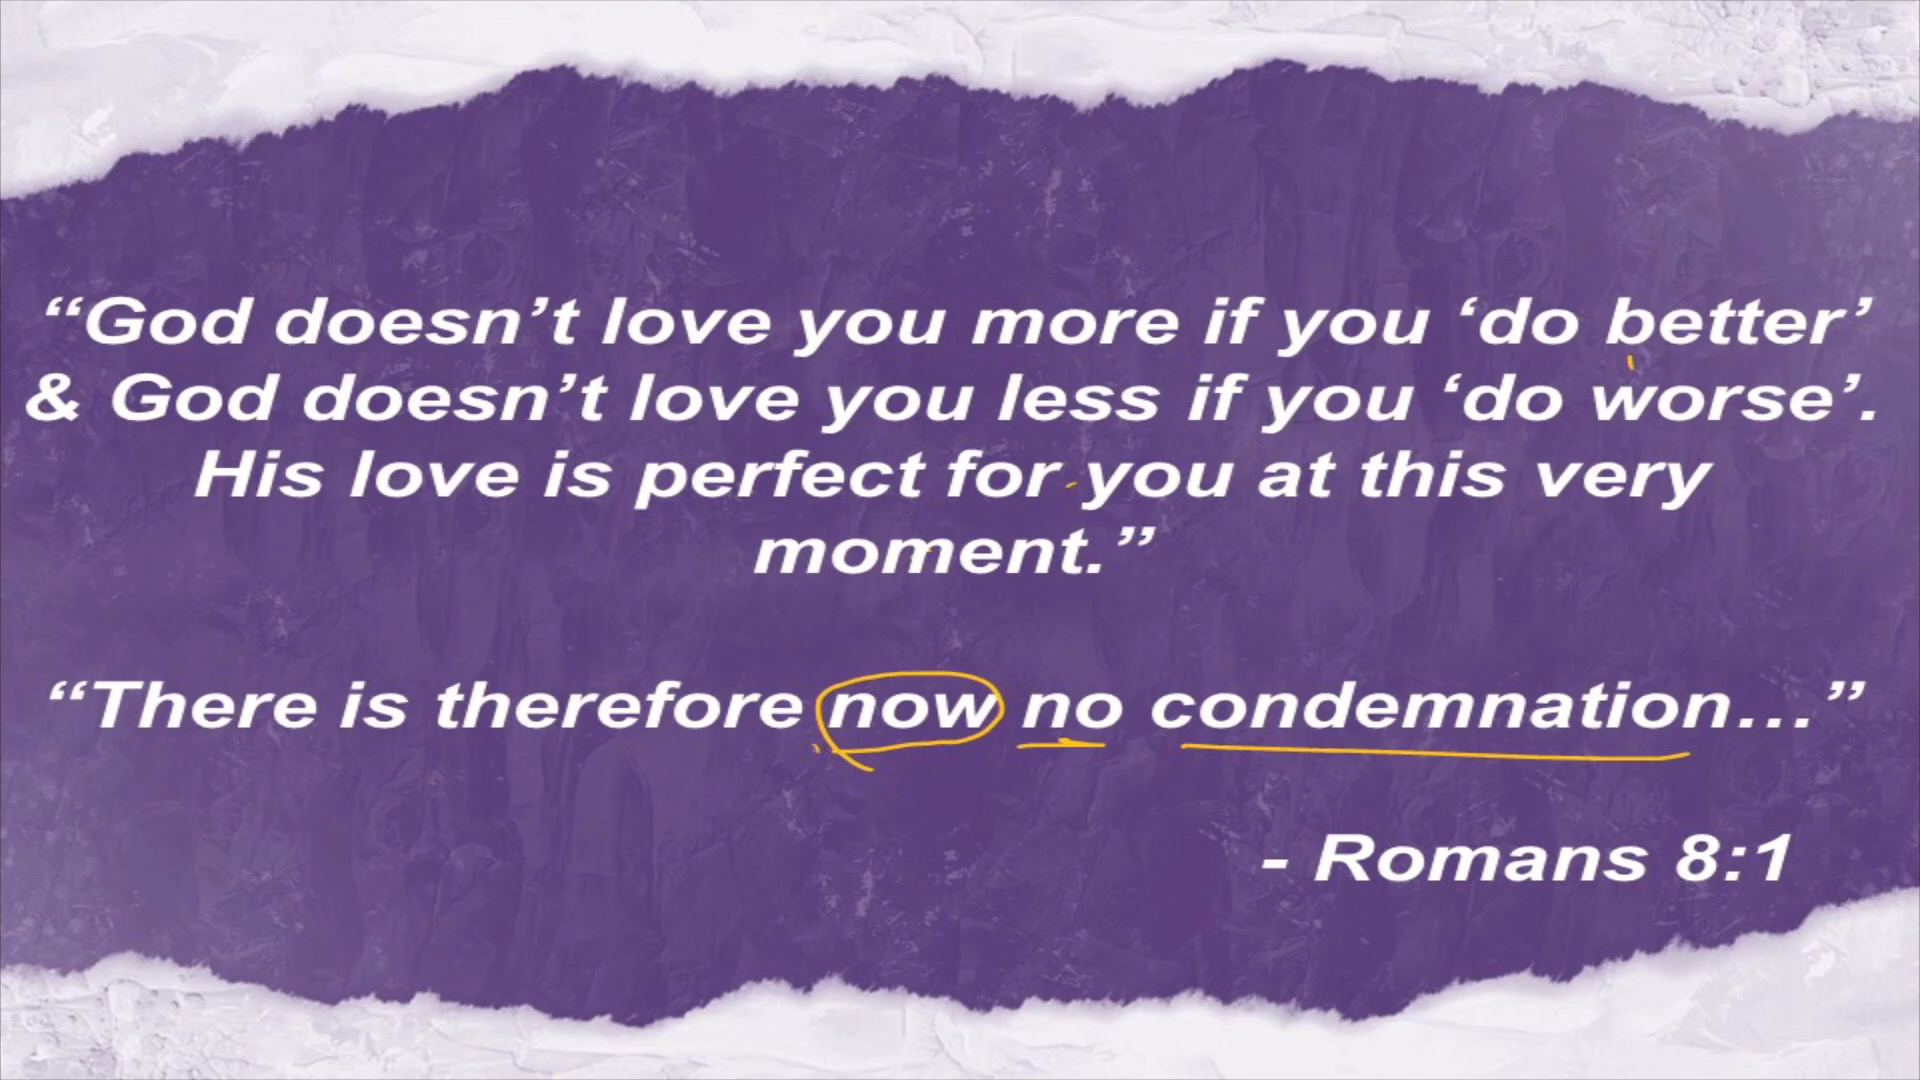 “God doesn’t love you more if you ‘do better’
& God doesn’t love you less if you ‘do worse’.
His love is perfect for you at this very
moment.”
“There is therefore now no condemnation…”
- Romans 8:1